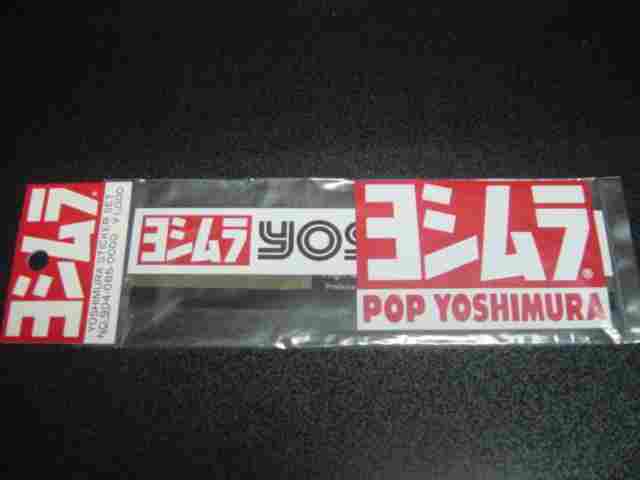 ヨシムラ®
YOSHIMURA STICKER SET
NO.904-086-0000 ¥1,000
ヨシムラ YOS
ヨシムラ®
POP YOSHIMURA